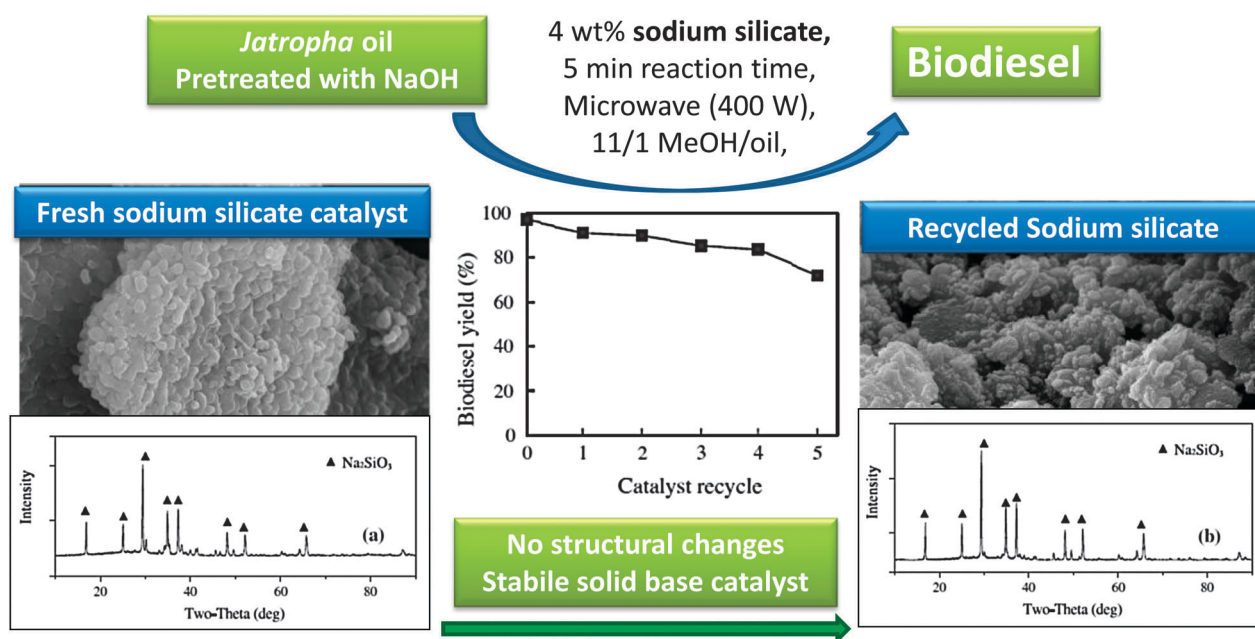 Jatropha oil
Pretreated with NaOH
4 wt% sodium silicate,
5 min reaction time,
Microwave (400 W),
11/1 MeOH/oil,
Biodiesel
Fresh sodium silicate catalyst
Intensity
▲ Na₂SiO₃
(a)
20 40 60 80
Two-Theta (deg)
Biodiesel yield (%)
100
80
60
40
20
0
0 1 2 3 4 5
Catalyst recycle
No structural changes
Stabile solid base catalyst
Recycled Sodium silicate
Intensity
▲ Na₂SiO₃
(b)
20 40 60 80
Two-Theta (deg)